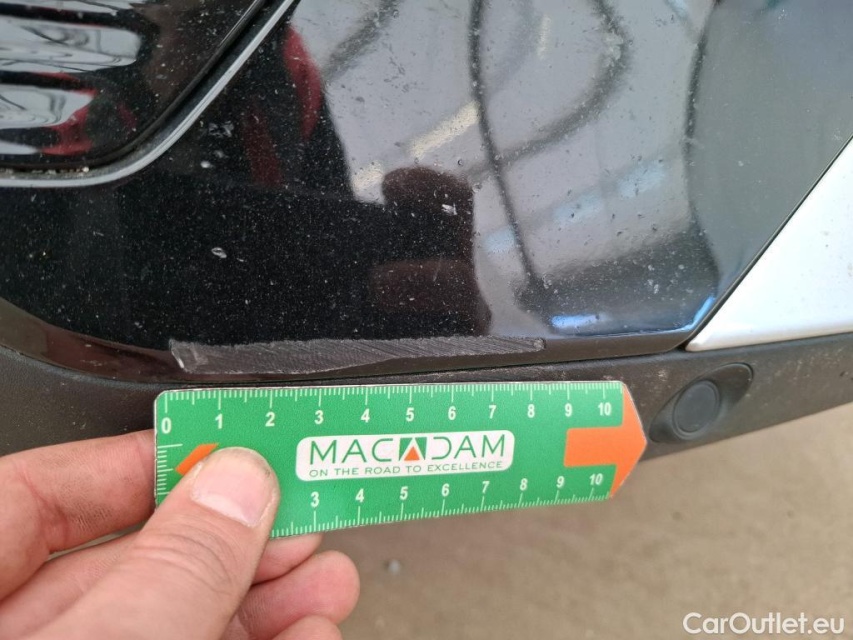 0 1 2 3 4 5 6 7 8 9 10
MACADAM
ON THE ROAD TO EXCELLENCE
3 4 5 6 7 8 9 10
CarOutlet.eu